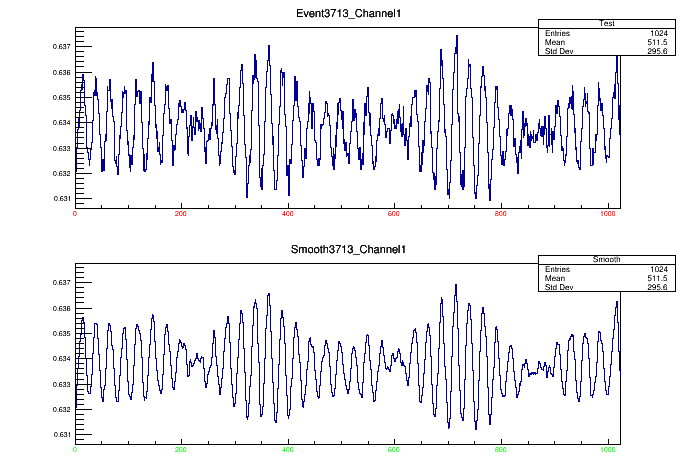 Event3713_Channel1
Test
Entries 1024
Mean 511.5
Std Dev 295.6
0.637
0.636
0.635
0.634
0.633
0.632
0.631
0 200 400 600 800 1000
Smooth3713_Channel1
Smooth
Entries 1024
Mean 511.5
Std Dev 295.6
0.637
0.636
0.635
0.634
0.633
0.632
0.631
0 200 400 600 800 1000